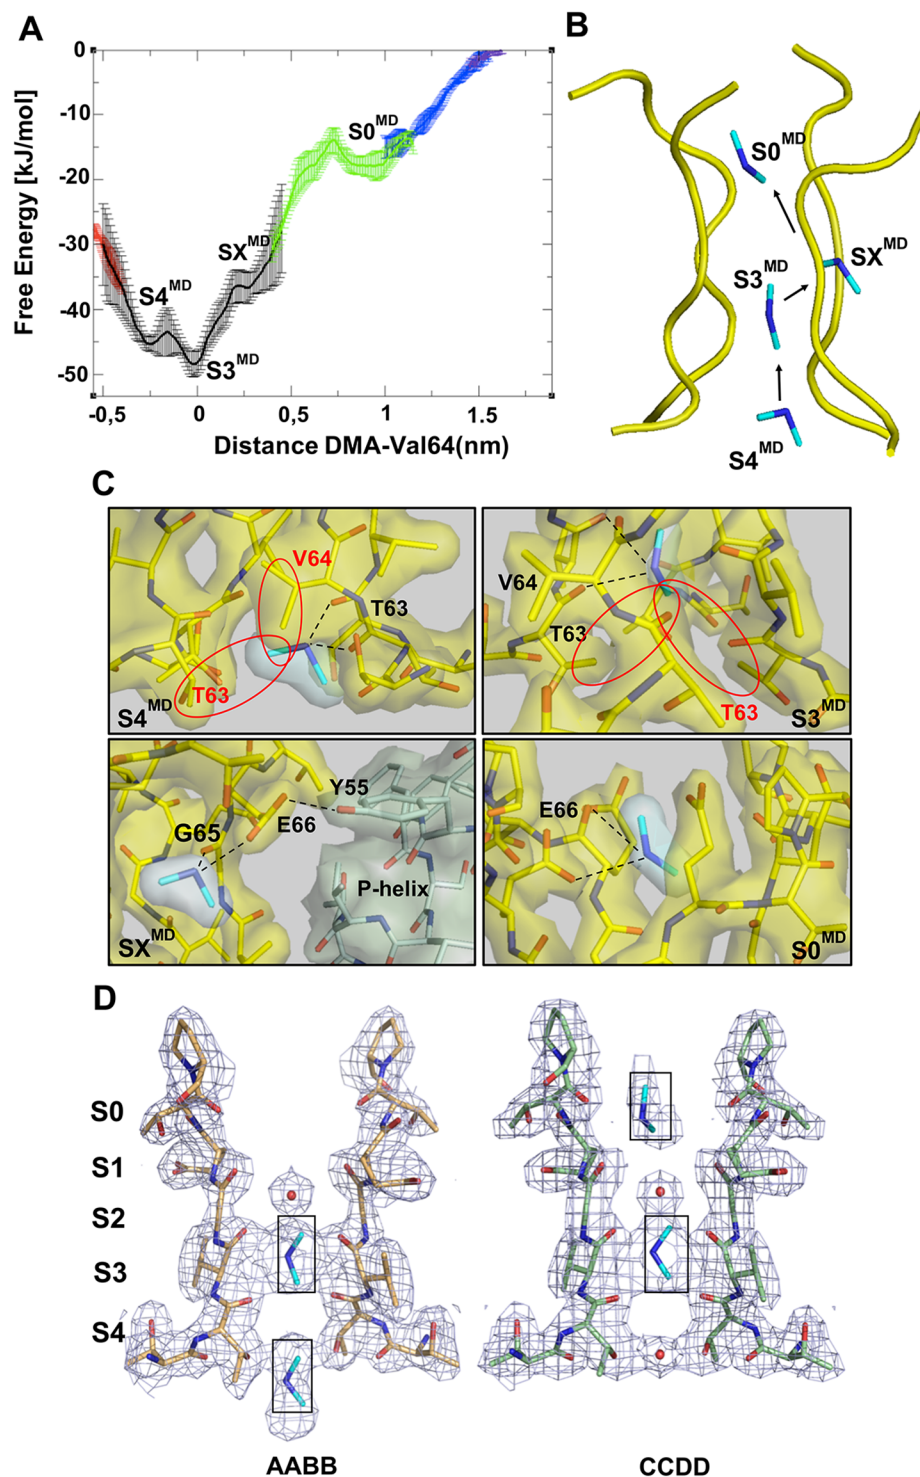 A
B
0
-10
-20
-30
-40
-50
Free Energy [kJ/mol]
S0MD
SXMD
S4MD
S3MD
-0,5
0
0,5
1
1.5
Distance DMA-Val64(nm)
S0MD
SXMD
S3MD
S4MD
C
V64
T63
T63
S4MD
V64
T63
T63
S3MD
Y55
E66
G65
P-helix
SXMD
E66
S0MD
D
S0
S1
S2
S3
S4
AABB
CCDD